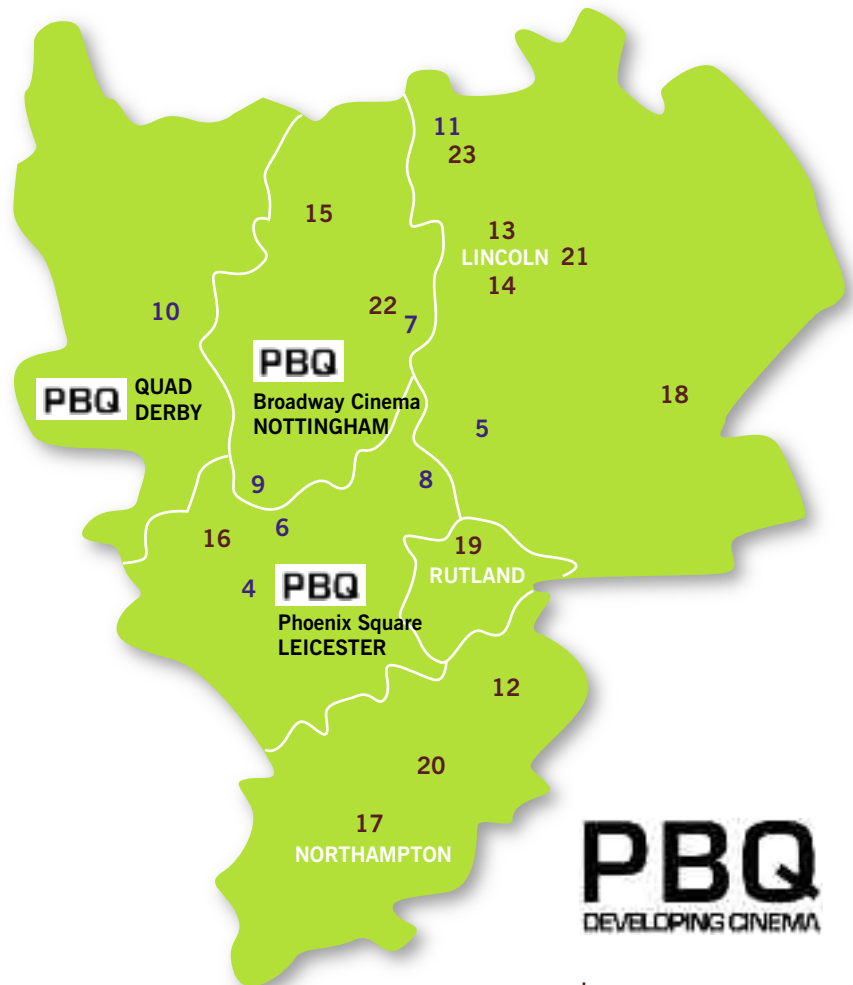 11
23
15
13
LINCOLN 21
14
22
7
10
PBQ
Broadway Cinema
NOTTINGHAM
PBQ QUAD
DERBY
18
5
9
8
6
16
19
RUTLAND
4
PBQ
Phoenix Square
LEICESTER
12
20
17
NORTHAMPTON
PBQ
DEVELOPING CINEMA